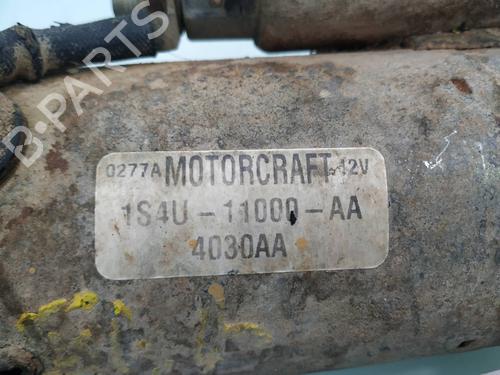 B-PARTS
0277A MOTORCRAFT 12V
1S4U-11000-AA
4030AA